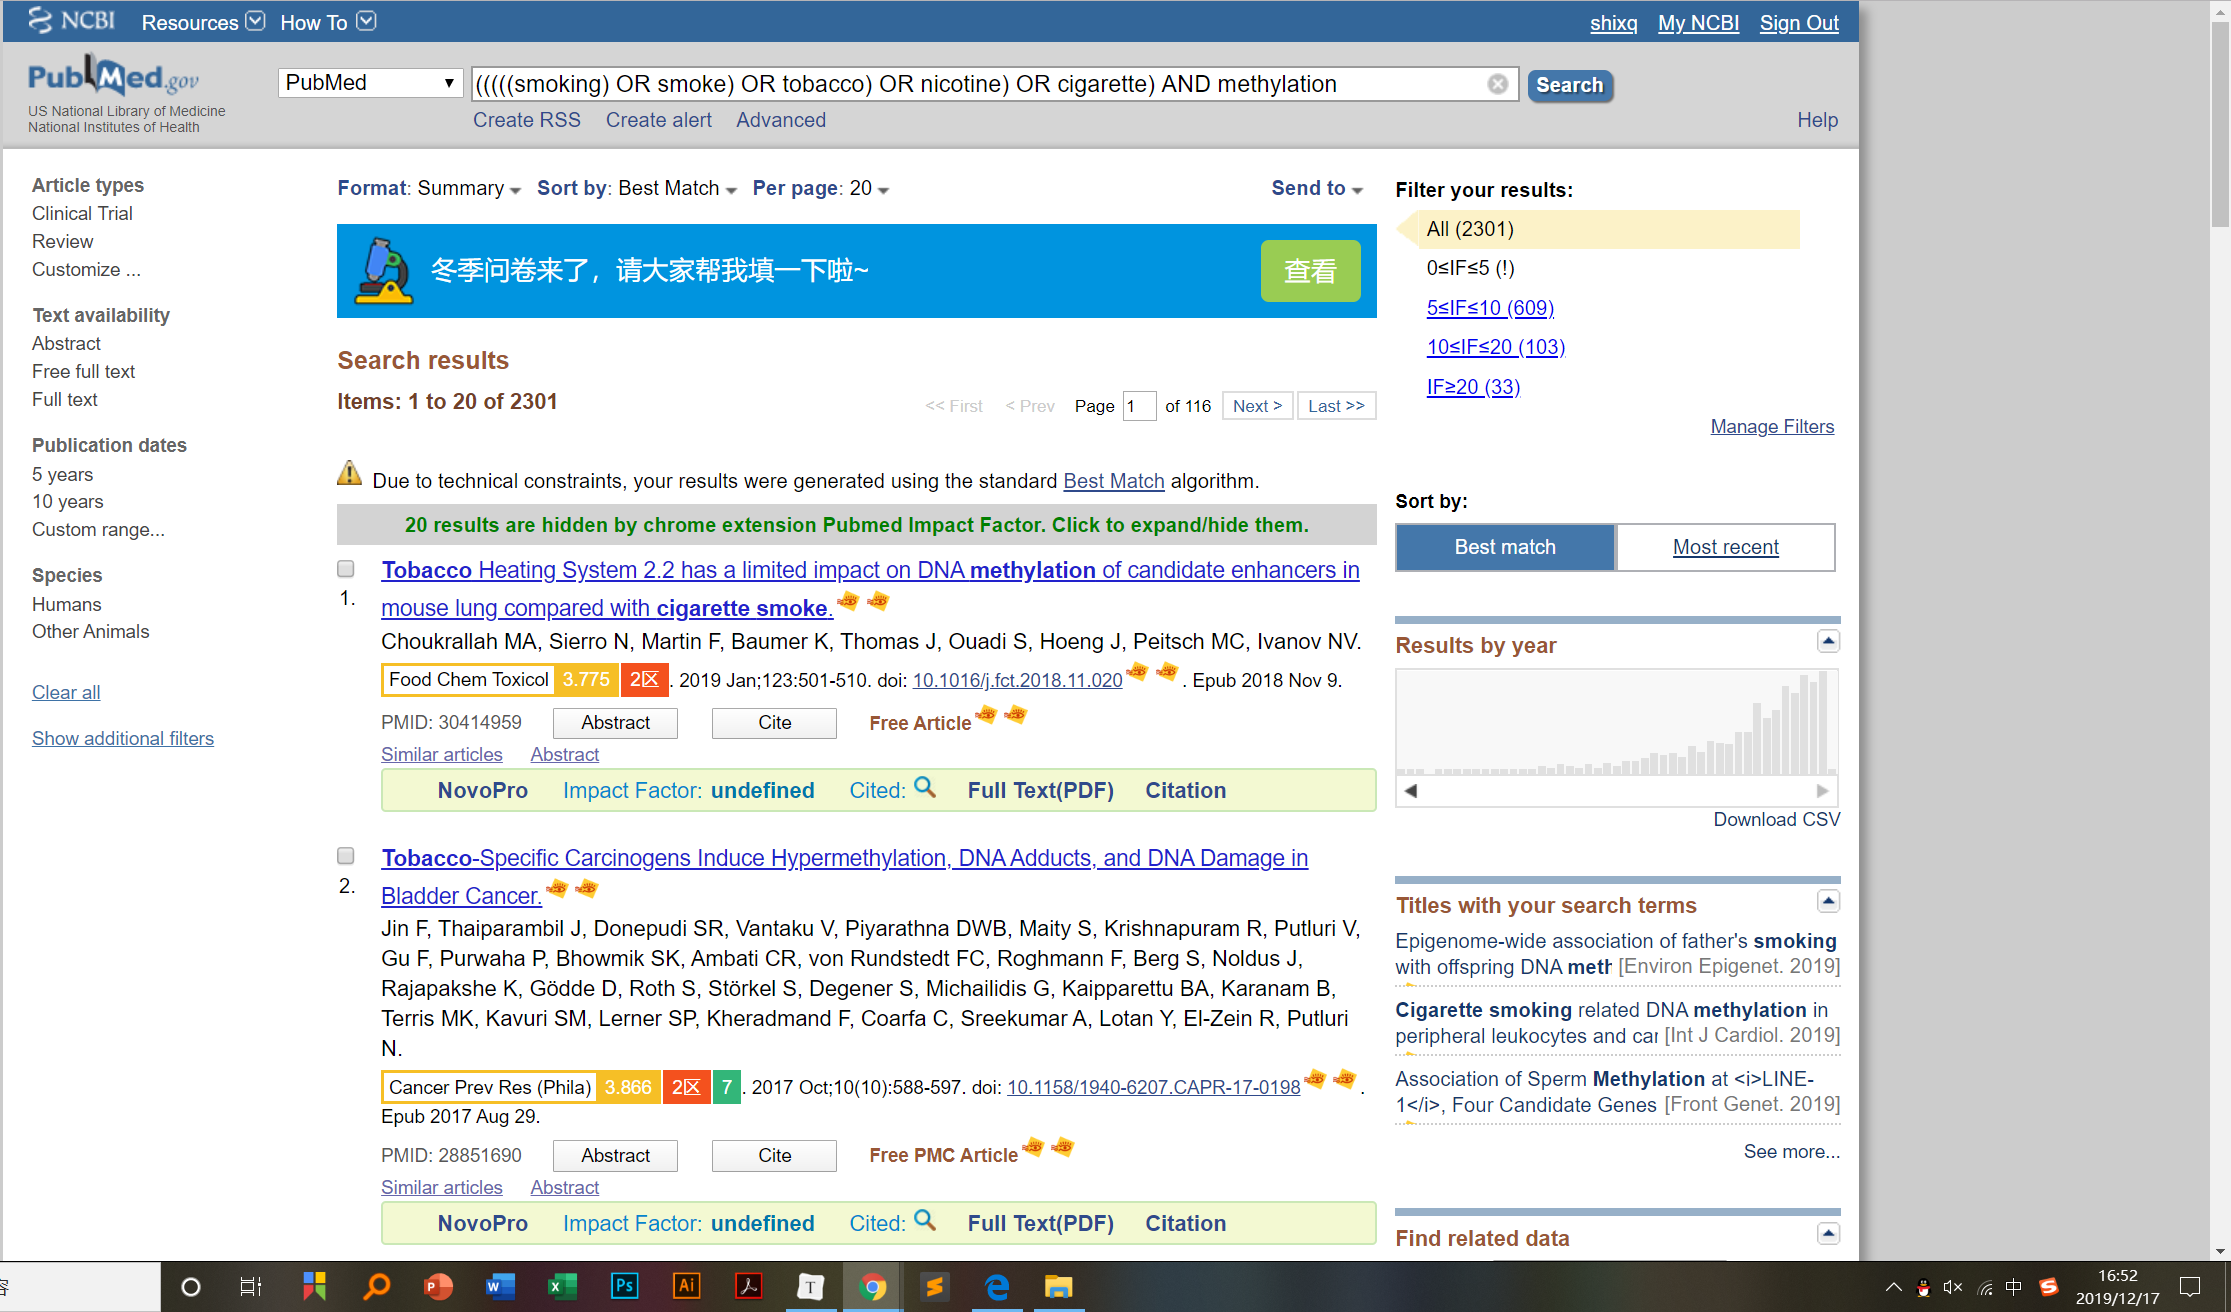 NCBI Resources How To shixq My NCBI Sign Out
PubMed.gov
US National Library of Medicine
National Institutes of Health
PubMed (((((smoking) OR smoke) OR tobacco) OR nicotine) OR cigarette) AND methylation Search
Create RSS Create alert Advanced Help
Article types
Clinical Trial
Review
Customize ...
Text availability
Abstract
Free full text
Full text
Publication dates
5 years
10 years
Custom range...
Species
Humans
Other Animals
Clear all
Show additional filters
Format: Summary Sort by: Best Match Per page: 20 Send to
冬季问卷来了，请大家帮我填一下啦~ 查看
Search results
Items: 1 to 20 of 2301
<< First < Prev Page 1 of 116 Next > Last >>
Due to technical constraints, your results were generated using the standard Best Match algorithm.
20 results are hidden by chrome extension Pubmed Impact Factor. Click to expand/hide them.
1. Tobacco Heating System 2.2 has a limited impact on DNA methylation of candidate enhancers in
mouse lung compared with cigarette smoke.
Choukrallah MA, Sierro N, Martin F, Baumer K, Thomas J, Ouadi S, Hoeng J, Peitsch MC, Ivanov NV.
Food Chem Toxicol 3.775 2区 . 2019 Jan;123:501-510. doi: 10.1016/j.fct.2018.11.020 . Epub 2018 Nov 9.
PMID: 30414959 Abstract Cite Free Article
Similar articles Abstract
NovoPro Impact Factor: undefined Cited: Full Text(PDF) Citation
2. Tobacco-Specific Carcinogens Induce Hypermethylation, DNA Adducts, and DNA Damage in
Bladder Cancer.
Jin F, Thaiparambil J, Donepudi SR, Vantaku V, Piyarathna DWB, Maity S, Krishnapuram R, Putluri V,
Gu F, Purwaha P, Bhowmik SK, Ambati CR, von Rundstedt FC, Roghmann F, Berg S, Noldus J,
Rajapakshe K, Gödde D, Roth S, Störkel S, Degener S, Michailidis G, Kaipparettu BA, Karanam B,
Terris MK, Kavuri SM, Lerner SP, Kheradmand F, Coarfa C, Sreekumar A, Lotan Y, El-Zein R, Putluri
N.
Cancer Prev Res (Phila) 3.866 2区 7 . 2017 Oct;10(10):588-597. doi: 10.1158/1940-6207.CAPR-17-0198 .
Epub 2017 Aug 29.
PMID: 28851690 Abstract Cite Free PMC Article
Similar articles Abstract
NovoPro Impact Factor: undefined Cited: Full Text(PDF) Citation
Filter your results:
All (2301)
0≤IF≤5 (!)
5≤IF≤10 (609)
10≤IF≤20 (103)
IF≥20 (33)
Manage Filters
Sort by:
Best match Most recent
Results by year
Download CSV
Titles with your search terms
Epigenome-wide association of father's smoking
with offspring DNA meth [Environ Epigenet. 2019]
Cigarette smoking related DNA methylation in
peripheral leukocytes and car [Int J Cardiol. 2019]
Association of Sperm Methylation at <i>LINE-
1</i>, Four Candidate Genes [Front Genet. 2019]
See more...
Find related data
中 16:52
2019/12/17